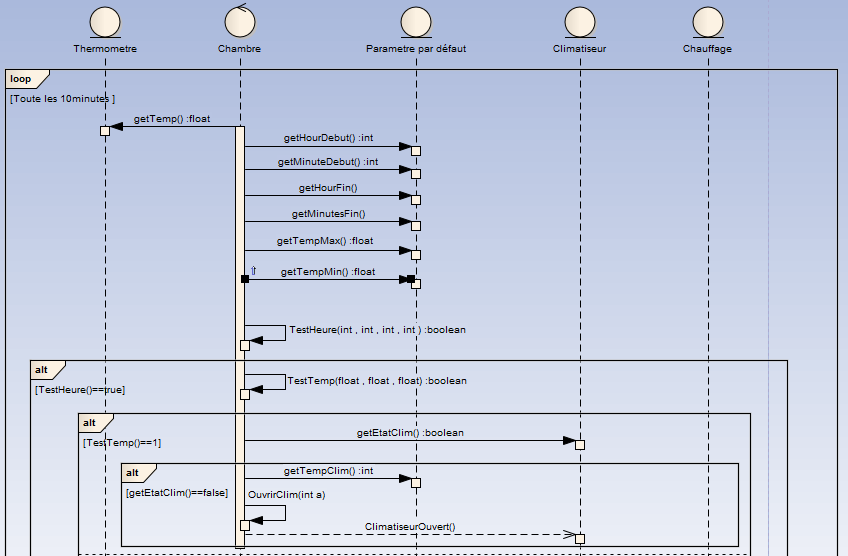 Thermometre
Chambre
Parametre par défaut
Climatiseur
Chauffage
loop
[Toute les 10minutes ]
getTemp() :float
getHourDebut() :int
getMinuteDebut() :int
getHourFin()
getMinutesFin()
getTempMax() :float
getTempMin() :float
TestHeure(int , int , int , int ) :boolean
alt
[TestHeure()==true]
TestTemp(float , float , float) :boolean
alt
[TestTemp()==1]
getEtatClim() :boolean
alt
[getEtatClim()==false]
getTempClim() :int
OuvrirClim(int a)
ClimatiseurOuvert()